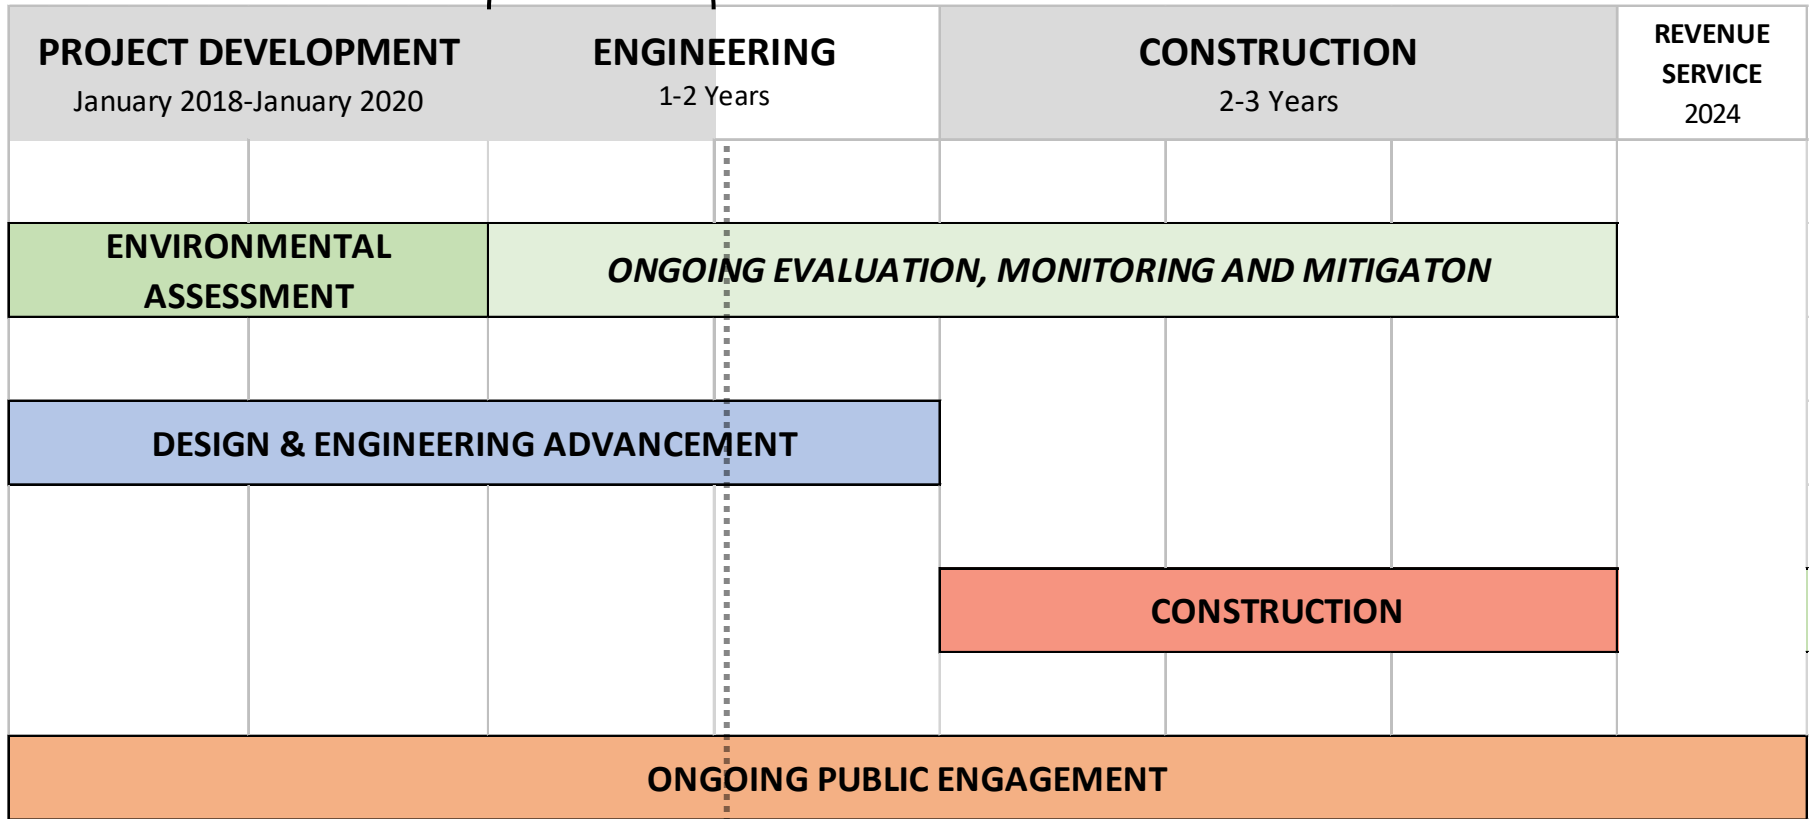 PROJECT DEVELOPMENT
January 2018-January 2020
ENGINEERING
1-2 Years
CONSTRUCTION
2-3 Years
REVENUE
SERVICE
2024
ENVIRONMENTAL
ASSESSMENT
ONGOING EVALUATION, MONITORING AND MITIGATON
DESIGN & ENGINEERING ADVANCEMENT
CONSTRUCTION
ONGOING PUBLIC ENGAGEMENT